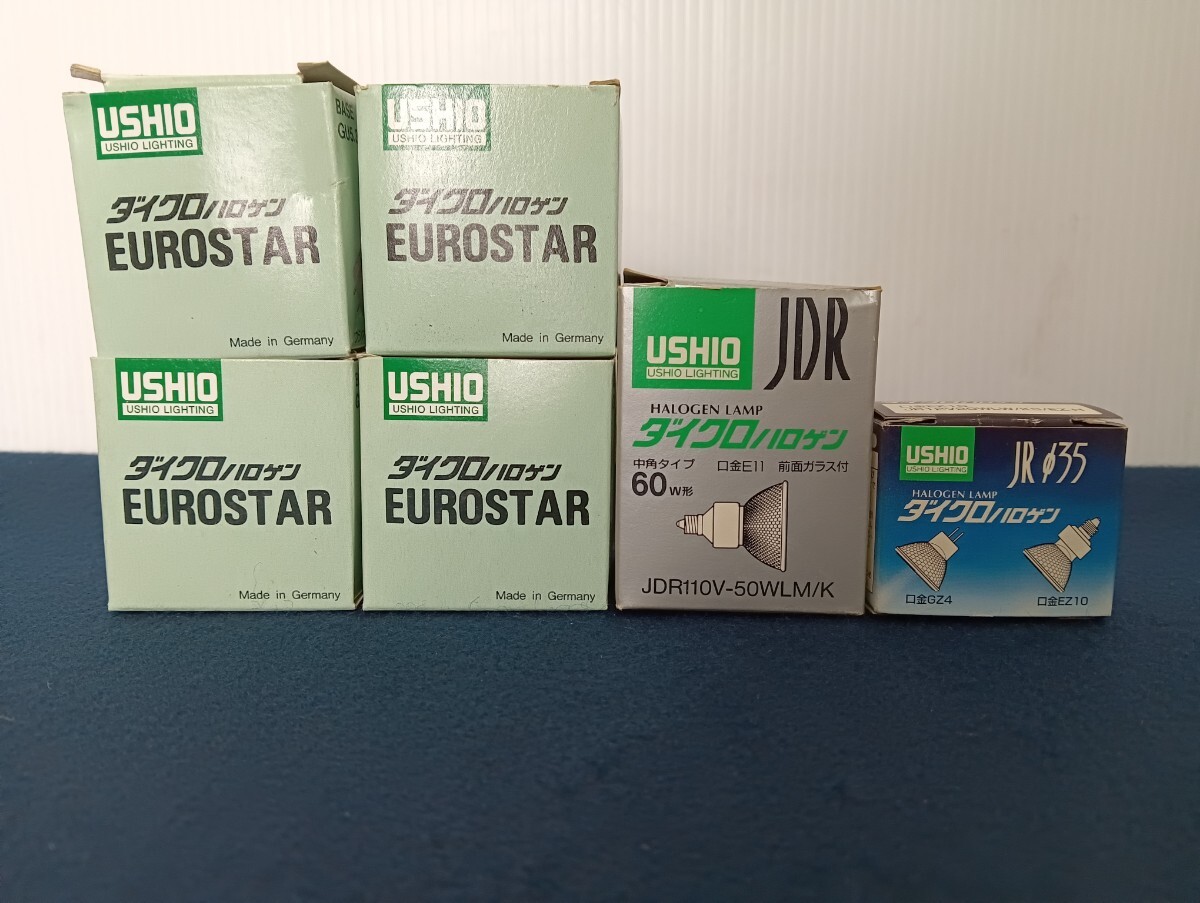 USHIO
USHIO LIGHTING
ダイクロハロゲン
EUROSTAR
Made in Germany
BASE
USHIO
USHIO LIGHTING
ダイクロハロゲン
EUROSTAR
Made in Germany
USHIO
USHIO LIGHTING
ダイクロハロゲン
EUROSTAR
Made in Germany
USHIO
USHIO LIGHTING
ダイクロハロゲン
EUROSTAR
Made in Germany
USHIO
USHIO LIGHTING
JDR
HALOGEN LAMP
ダイクロハロゲン
中角タイプ 口金E11 前面ガラス付
60W形
JDR110V-50WLM/K
USHIO
USHIO LIGHTING
JRφ35
HALOGEN LAMP
ダイクロハロゲン
口金GZ4 口金EZ10